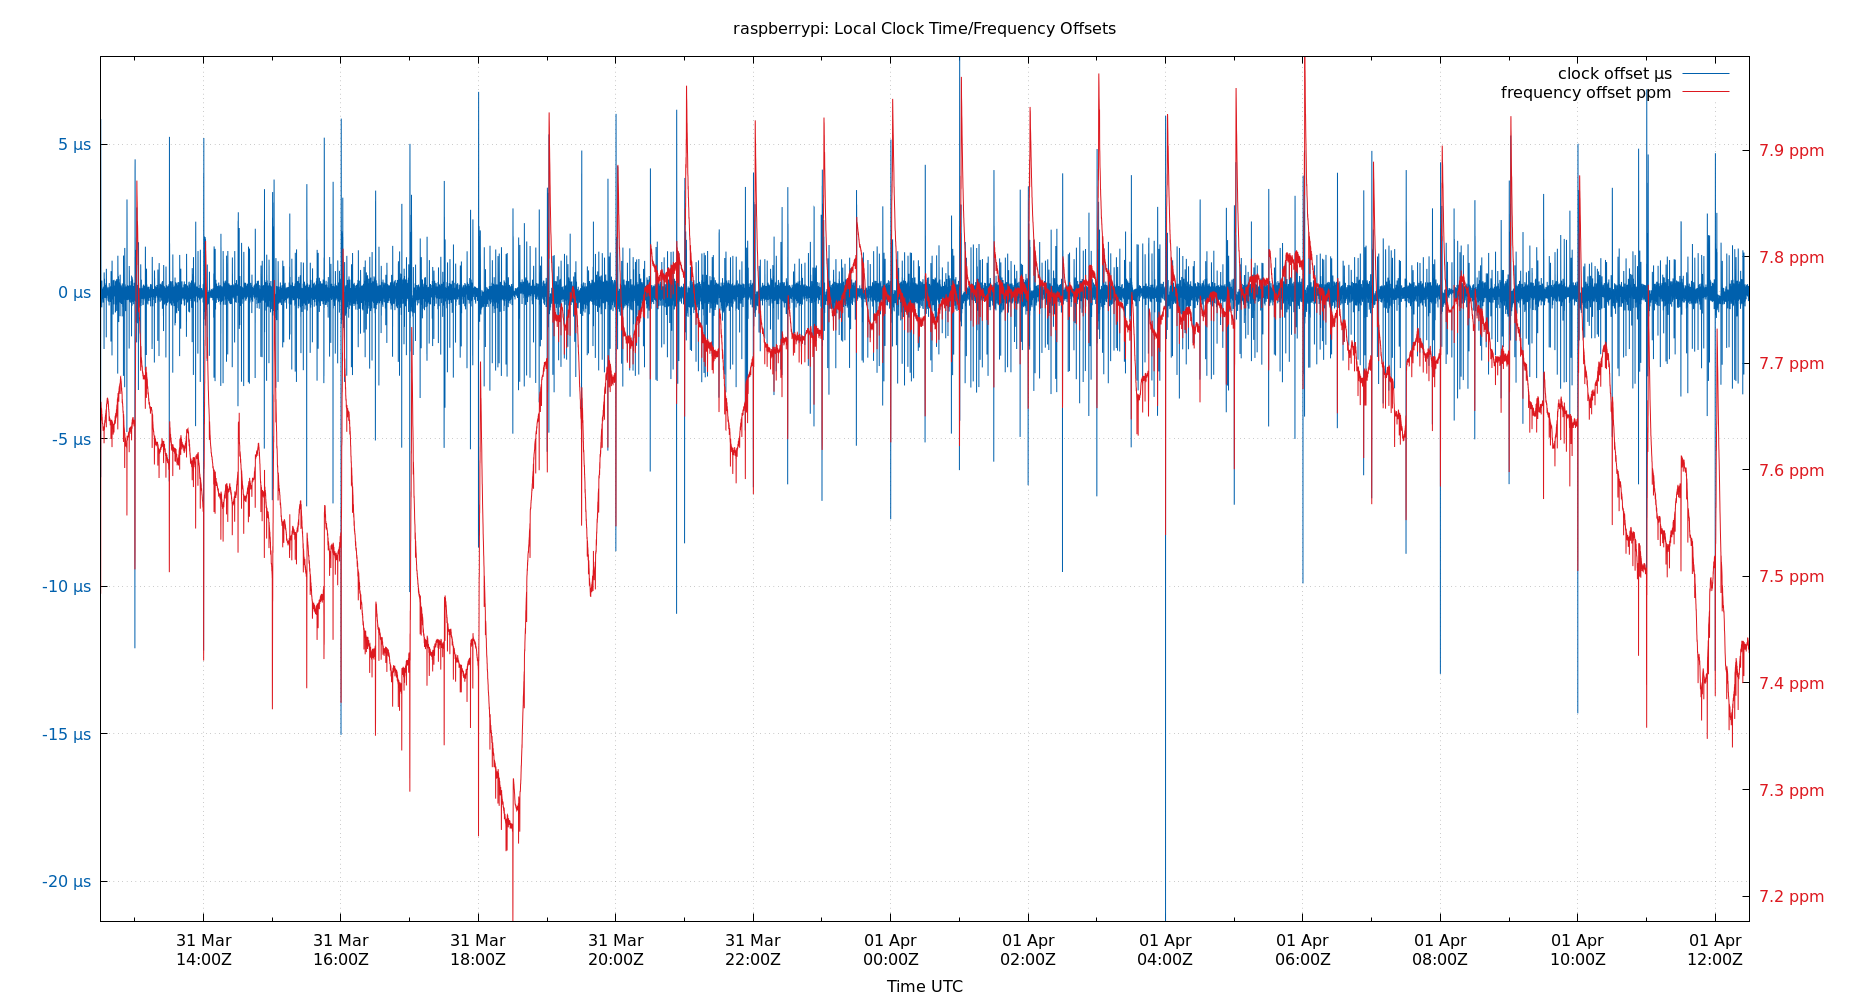 raspberrypi: Local Clock Time/Frequency Offsets
clock offset µs
frequency offset ppm
5 µs
0 µs
-5 µs
-10 µs
-15 µs
-20 µs
7.9 ppm
7.8 ppm
7.7 ppm
7.6 ppm
7.5 ppm
7.4 ppm
7.3 ppm
7.2 ppm
31 Mar 31 Mar 31 Mar 31 Mar 31 Mar 01 Apr 01 Apr 01 Apr 01 Apr 01 Apr 01 Apr 01 Apr
14:00Z 16:00Z 18:00Z 20:00Z 22:00Z 00:00Z 02:00Z 04:00Z 06:00Z 08:00Z 10:00Z 12:00Z
Time UTC